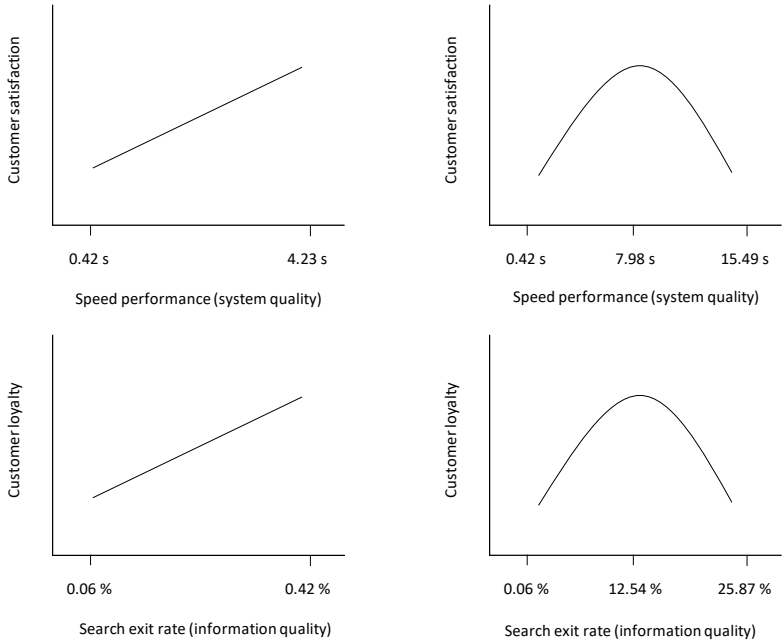 Customer satisfaction
0.42 s 4.23 s
Speed performance (system quality)
Customer satisfaction
0.42 s 7.98 s 15.49 s
Speed performance (system quality)
Customer loyalty
0.06 % 0.42 %
Search exit rate (information quality)
Customer loyalty
0.06 % 12.54 % 25.87 %
Search exit rate (information quality)